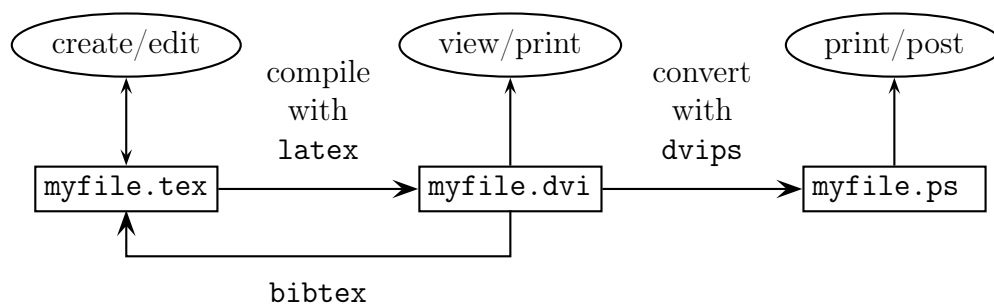 create/edit
view/print
print/post
compile
with
latex
convert
with
dvips
myfile.tex
myfile.dvi
myfile.ps
bibtex